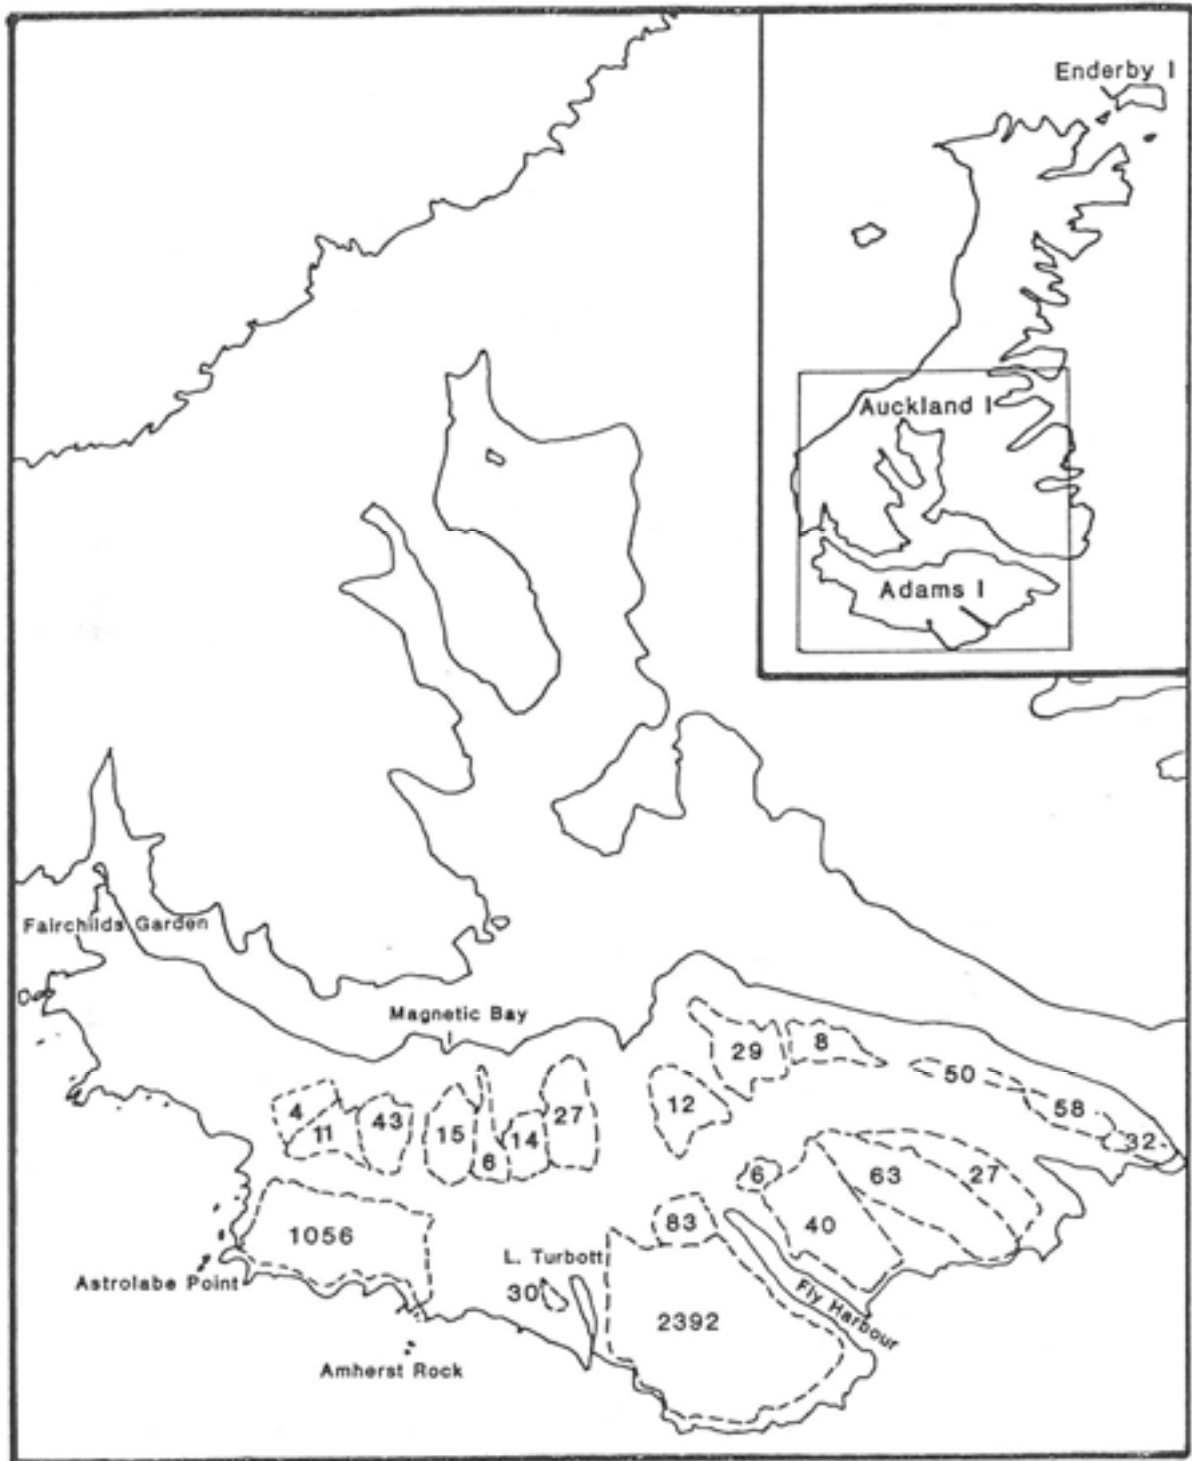 Enderby I
Auckland I
Adams I
Fairchilds Garden
Magnetic Bay
29
8
50
58
32
4
11
43
15
6
14
27
12
6
63
27
40
83
1056
L. Turbott
30
Astrolabe Point
2392
Fly Harbour
Amherst Rock